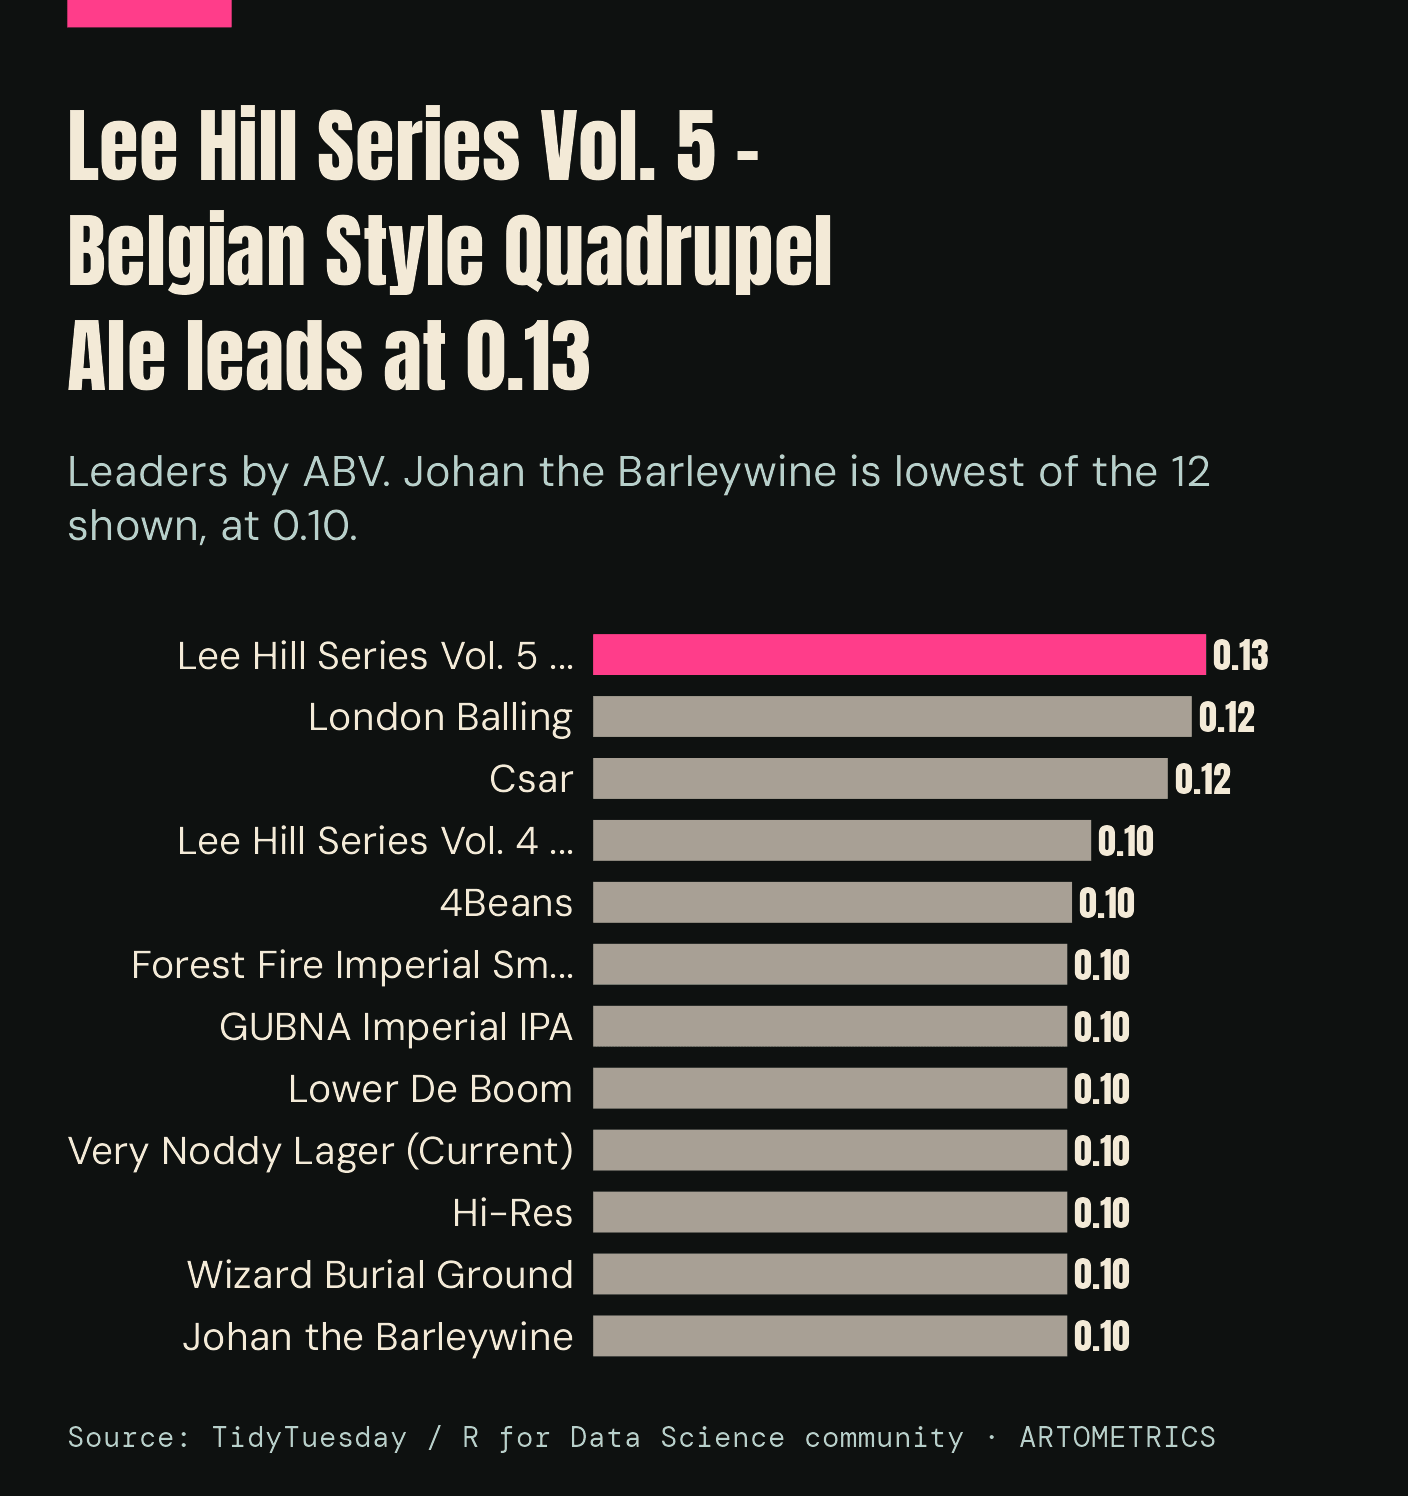 Lee Hill Series Vol. 5 -
Belgian Style Quadrupel
Ale leads at 0.13
Leaders by ABV. Johan the Barleywine is lowest of the 12
shown, at 0.10.
Lee Hill Series Vol. 5 ... 0.13
London Balling 0.12
Csar 0.12
Lee Hill Series Vol. 4 ... 0.10
4Beans 0.10
Forest Fire Imperial Sm... 0.10
GUBNA Imperial IPA 0.10
Lower De Boom 0.10
Very Noddy Lager (Current) 0.10
Hi-Res 0.10
Wizard Burial Ground 0.10
Johan the Barleywine 0.10
Source: TidyTuesday / R for Data Science community · ARTOMETRICS